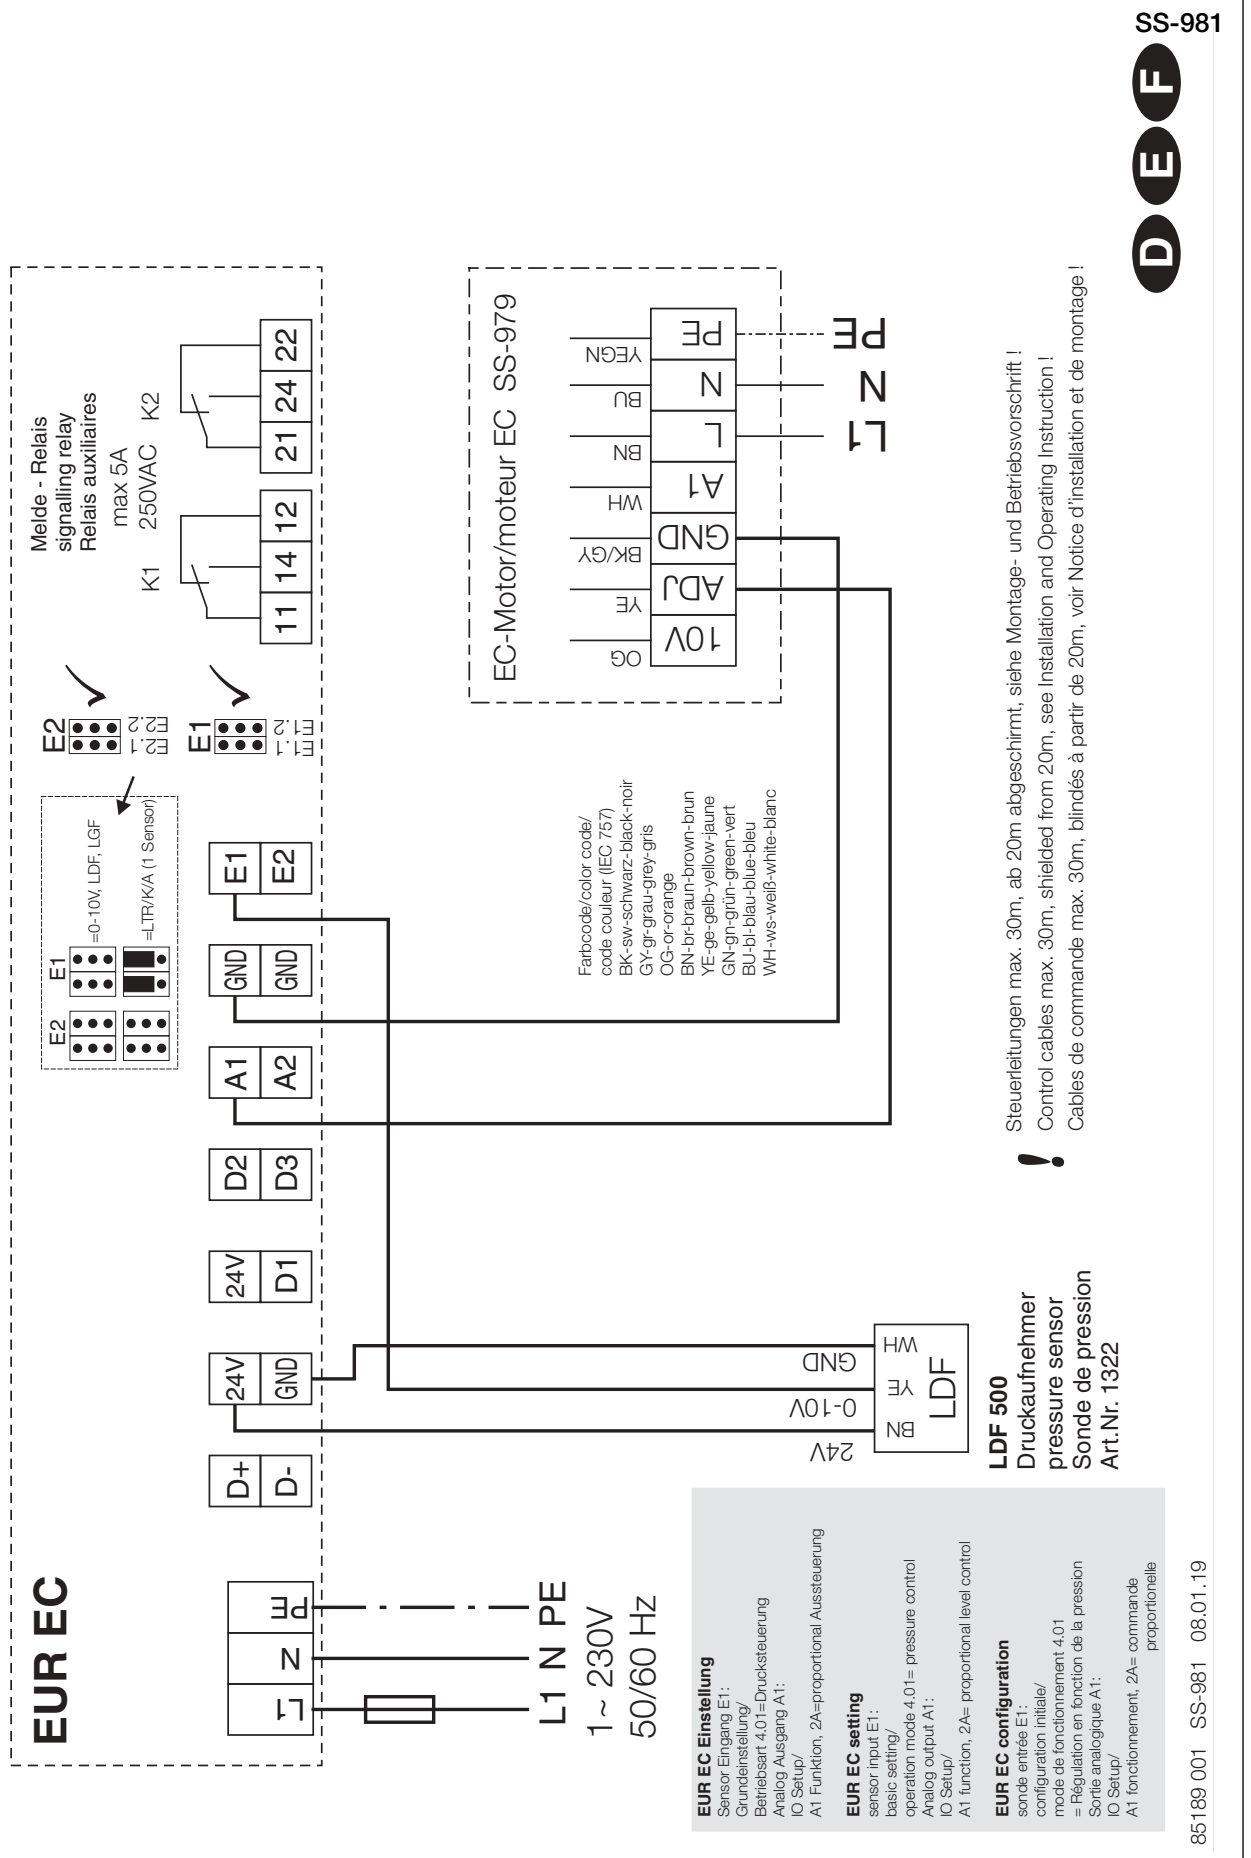 SS-981
D E F
EUR EC
Melde - Relais
signalling relay
Relais auxiliaires
max 5A
250VAC
K1
K2
E2
E2.1
E2.2
E1
E1.1
E1.2
E2
E1
=0-10V, LDF, LGF
=LTR/K/A (1 Sensor)
L1
N
PE
D+
D-
24V
GND
24V
D1
D2
D3
A1
A2
GND
GND
E1
E2
11
14
12
21
24
22
L1 N PE
1~ 230V
50/60 Hz
EC-Motor/moteur EC SS-979
OG
YE
BK/GY
WH
BN
BU
YEGN
10V
ADJ
GND
A1
L
N
PE
L1
N
PE
Farbcode/color code/
code couleur (IEC 757)
BK-sw-schwarz-black-noir
GY-gr-grau-grey-gris
OG-or-orange
BN-br-braun-brown-brun
YE-ge-gelb-yellow-jaune
GN-gn-grün-green-vert
BU-bl-blau-blue-bleu
WH-ws-weiß-white-blanc
24V
0-10V
GND
BN
YE
WH
LDF
LDF 500
Druckaufnehmer
pressure sensor
Sonde de pression
Art.Nr. 1322
!
Steuerleitungen max. 30m, ab 20m abgeschirmt, siehe Montage- und Betriebsvorschrift !
Control cables max. 30m, shielded from 20m, see Installation and Operating Instruction !
Cables de commande max. 30m, blindés à partir de 20m, voir Notice d'installation et de montage !
EUR EC Einstellung
Sensor Eingang E1:
Grundeinstellung/
Betriebsart 4.01=Drucksteuerung
Analog Ausgang A1:
IO Setup/
A1 Funktion, 2A=proportional Aussteuerung
EUR EC setting
sensor input E1:
basic setting/
operation mode 4.01= pressure control
Analog output A1:
IO Setup/
A1 function, 2A= proportional level control
EUR EC configuration
sonde entrée E1:
configuration initiale/
mode de fonctionnement 4.01
= Régulation en fonction de la pression
Sortie analogique A1:
IO Setup/
A1 fonctionnement, 2A= commande
proportionelle
85189 001 SS-981 08.01.19